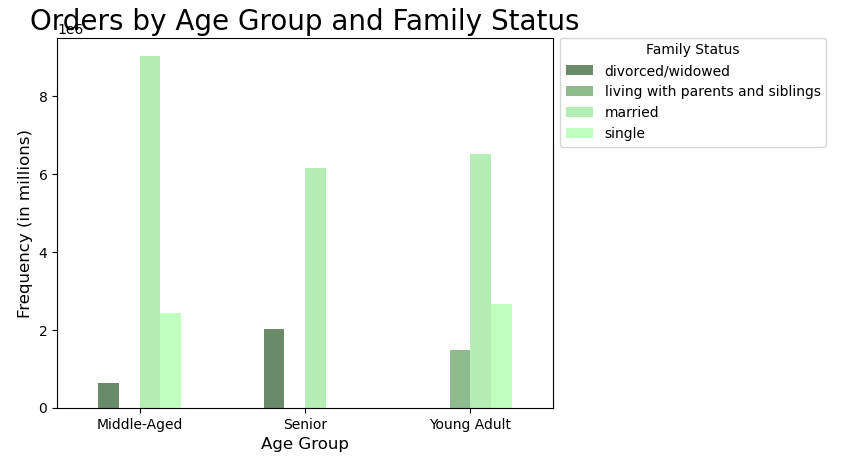 Orders by Age Group and Family Status
1e6
Family Status
divorced/widowed
living with parents and siblings
married
single
Frequency (in millions)
8
6
4
2
0
Middle-Aged Senior Young Adult
Age Group